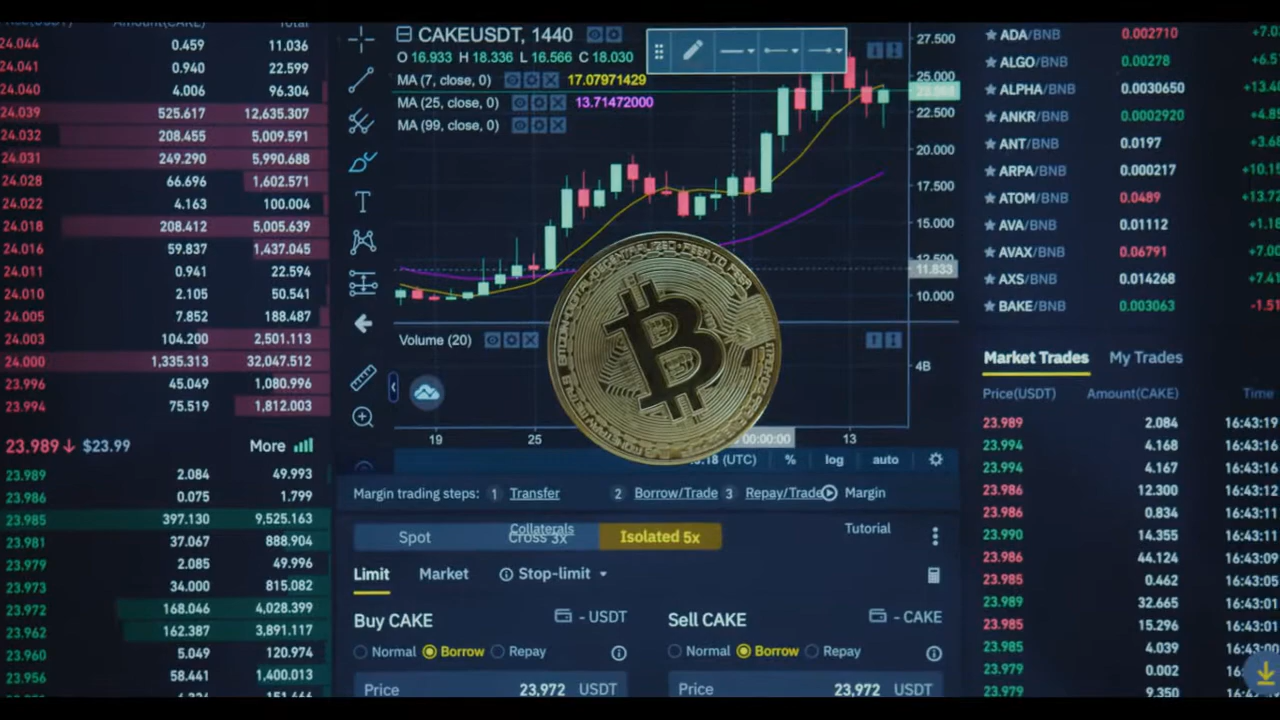 Amount(CAKE) Total
24.044 0.459 11.036
24.041 0.940 22.599
24.040 4.006 96.304
24.039 525.617 12,635.307
24.032 208.455 5,009.591
24.031 249.290 5,990.688
24.028 66.696 1,602.571
24.022 4.163 100.004
24.018 208.412 5,005.639
24.016 59.837 1,437.045
24.011 0.941 22.594
24.010 2.105 50.541
24.005 7.852 188.487
24.003 104.200 2,501.113
24.000 1,335.313 32,047.512
23.996 45.049 1,080.996
23.994 75.519 1,812.003
23.989↓ $23.99 More
23.989 2.084 49.993
23.986 0.075 1.799
23.985 397.130 9,525.163
23.981 37.067 888.904
23.979 2.085 49.996
23.973 34.000 815.082
23.972 168.046 4,028.399
23.962 162.387 3,891.117
23.960 5.049 120.974
23.956 58.441 1,400.013
CAKEUSDT, 1440
O 16.933 H 18.336 L 16.566 C 18.030
MA (7, close, 0) 17.07971429
MA (25, close, 0) 13.71472000
MA (99, close, 0)
27.500
25.000
22.500
20.000
17.500
15.000
12.500
11.833
10.000
Volume (20)
4B
19 25 00:00:00 13
(UTC) % log auto
Margin trading steps: 1 Transfer 2 Borrow/Trade 3 Repay/Trade Margin
Collaterals Tutorial
Spot Cross 3x Isolated 5x
Limit Market Stop-limit
Buy CAKE - USDT Sell CAKE - CAKE
Normal Borrow Repay Normal Borrow Repay
Price 23,972 USDT Price 23,972 USDT
ADA/BNB 0.002710
ALGO/BNB 0.00278
ALPHA/BNB 0.0030650
ANKR/BNB 0.0002920
ANT/BNB 0.0197
ARPA/BNB 0.000217
ATOM/BNB 0.0489
AVA/BNB 0.01112
AVAX/BNB 0.06791
AXS/BNB 0.014268
BAKE/BNB 0.003063
Market Trades My Trades
Price(USDT) Amount(CAKE) Time
23.989 2.084 16:43:19
23.994 4.168 16:43:16
23.994 4.167 16:43:16
23.986 12.300 16:43:12
23.986 0.834 16:43:11
23.990 14.355 16:43:11
23.986 44.124 16:43:09
23.985 0.462 16:43:05
23.989 32.665 16:43:01
23.985 15.296 16:43:01
23.985 4.039 16:43:00
23.979 0.002
23.979 9.350